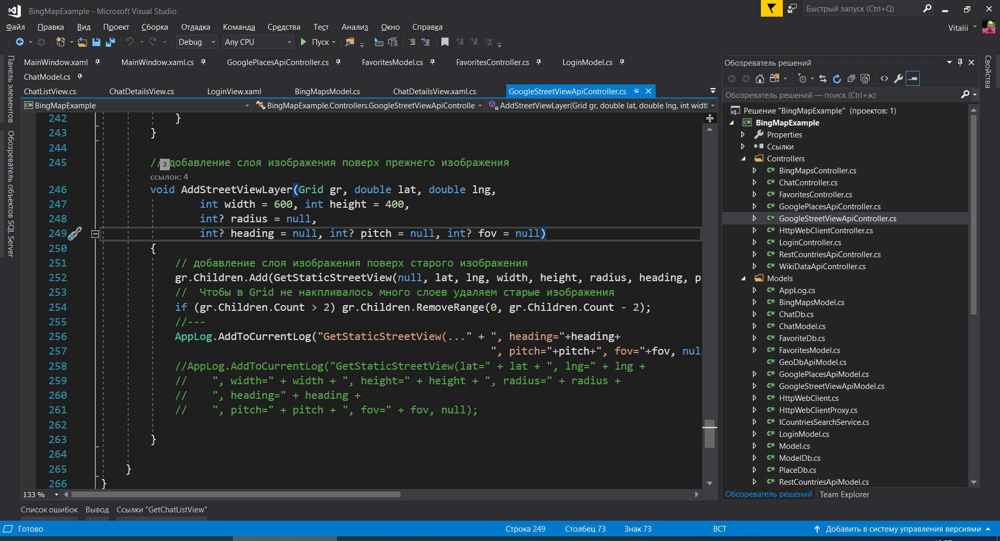 BingMapExample - Microsoft Visual Studio
Быстрый запуск (Ctrl+Q)
Файл Правка Вид Проект Сборка Отладка Команда Средства Тест Анализ Окно Справка
Vitalii
Debug Any CPU Пуск
Панель элементов
Обозреватель объектов SQL Server
MainWindow.xaml MainWindow.xaml.cs GooglePlacesApiController.cs FavoritesModel.cs FavoritesController.cs LoginModel.cs
ChatModel.cs
ChatListView.cs ChatDetailsView.cs LoginView.xaml BingMapsModel.cs ChatDetailsView.xaml.cs GoogleStreetViewApiController.cs
BingMapExample BingMapExample.Controllers.GoogleStreetViewApiControlle AddStreetViewLayer(Grid gr, double lat, double lng, int widt
242 }
243 }
244
245 // 3 добавление слоя изображения поверх прежнего изображения
ссылок: 4
246 void AddStreetViewLayer(Grid gr, double lat, double lng,
247 int width = 600, int height = 400,
248 int? radius = null,
249 int? heading = null, int? pitch = null, int? fov = null)
250 {
251 // добавление слоя изображения поверх старого изображения
252 gr.Children.Add(GetStaticStreetView(null, lat, lng, width, height, radius, heading, p
253 // Чтобы в Grid не накпливалось много слоев удаляем старые изображения
254 if (gr.Children.Count > 2) gr.Children.RemoveRange(0, gr.Children.Count - 2);
255 //---
256 AppLog.AddToCurrentLog("GetStaticStreetView(..." + ", heading="+heading+
257 ", pitch="+pitch+", fov="+fov, nul
258 //AppLog.AddToCurrentLog("GetStaticStreetView(lat=" + lat + ", lng=" + lng +
259 // ", width=" + width + ", height=" + height + ", radius=" + radius +
260 // ", heading=" + heading +
261 // ", pitch=" + pitch + ", fov=" + fov, null);
262
263 }
264
265 }
266 }
133 %
Обозреватель решений
Обозреватель решений — поиск (Ctrl+ж)
Решение "BingMapExample" (проектов: 1)
BingMapExample
Properties
Ссылки
Controllers
C# BingMapsController.cs
C# ChatController.cs
C# FavoritesController.cs
C# GooglePlacesApiController.cs
C# GoogleStreetViewApiController.cs
C# HttpWebClientController.cs
C# LoginController.cs
C# RestCountriesApiController.cs
C# WikiDataApiController.cs
Models
C# AppLog.cs
C# BingMapsModel.cs
C# ChatDb.cs
C# ChatModel.cs
C# FavoriteDb.cs
C# FavoritesModel.cs
C# GeoDbApiModel.cs
C# GooglePlacesApiModel.cs
C# GoogleStreetViewApiModel.cs
C# HttpWebClient.cs
C# HttpWebClientProxy.cs
C# ICountriesSearchService.cs
C# LoginModel.cs
C# Model.cs
C# ModelDb.cs
C# PlaceDb.cs
C# RestCountriesApiModel.cs
Обозреватель решений Team Explorer
Свойства
Список ошибок Вывод Ссылки "GetChatListView"
Готово Строка 249 Столбец 73 Знак 73 ВСТ Добавить в систему управления версиями